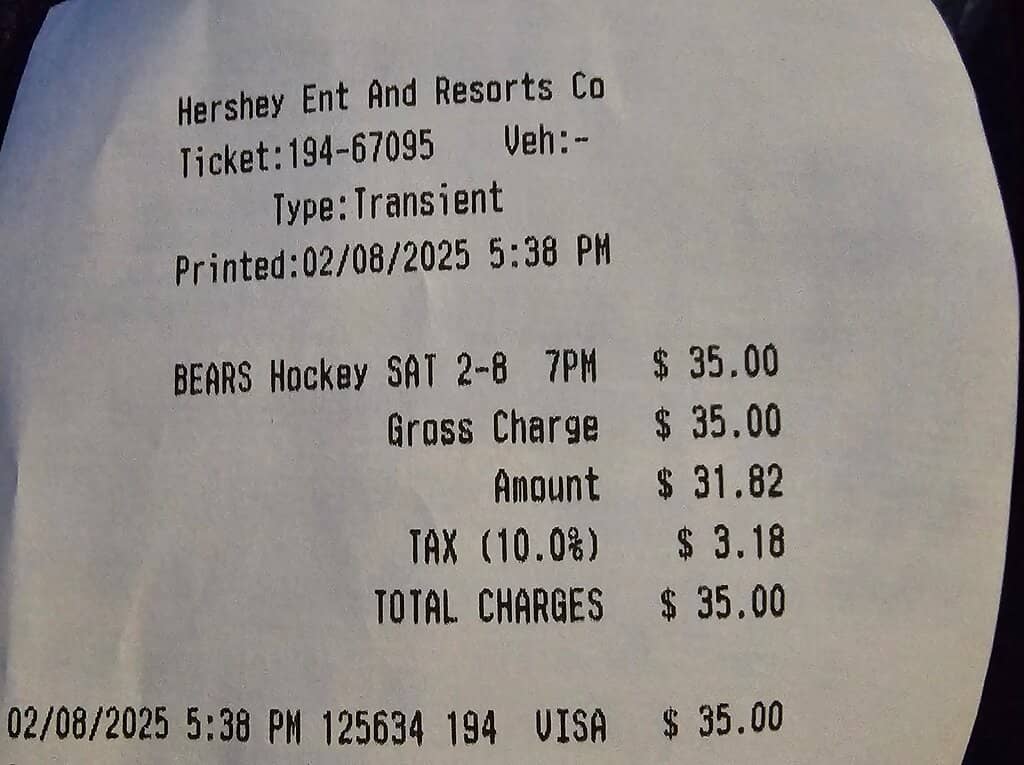 Hershey Ent And Resorts Co
Ticket:194-67095 Veh:-
Type:Transient
Printed:02/08/2025 5:38 PM
BEARS Hockey SAT 2-8 7PM $ 35.00
Gross Charge $ 35.00
Amount $ 31.82
TAX (10.0%) $ 3.18
TOTAL CHARGES $ 35.00
02/08/2025 5:38 PM 125634 194 VISA $ 35.00